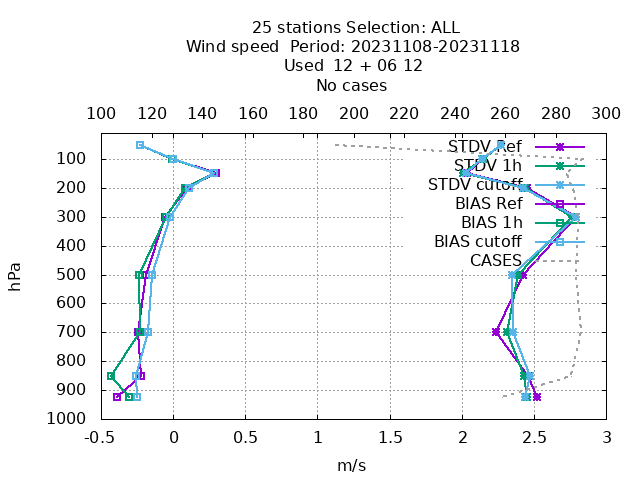 25 stations Selection: ALL
Wind speed  Period: 20231108-20231118
Used  12 + 06 12
No cases
100 120 140 160 180 200 220 240 260 280 300
STDV Ref
STDV 1h
STDV cutoff
BIAS Ref
BIAS 1h
BIAS cutoff
CASES
100
200
300
400
500
600
700
800
900
1000
hPa
-0.5 0 0.5 1 1.5 2 2.5 3
m/s